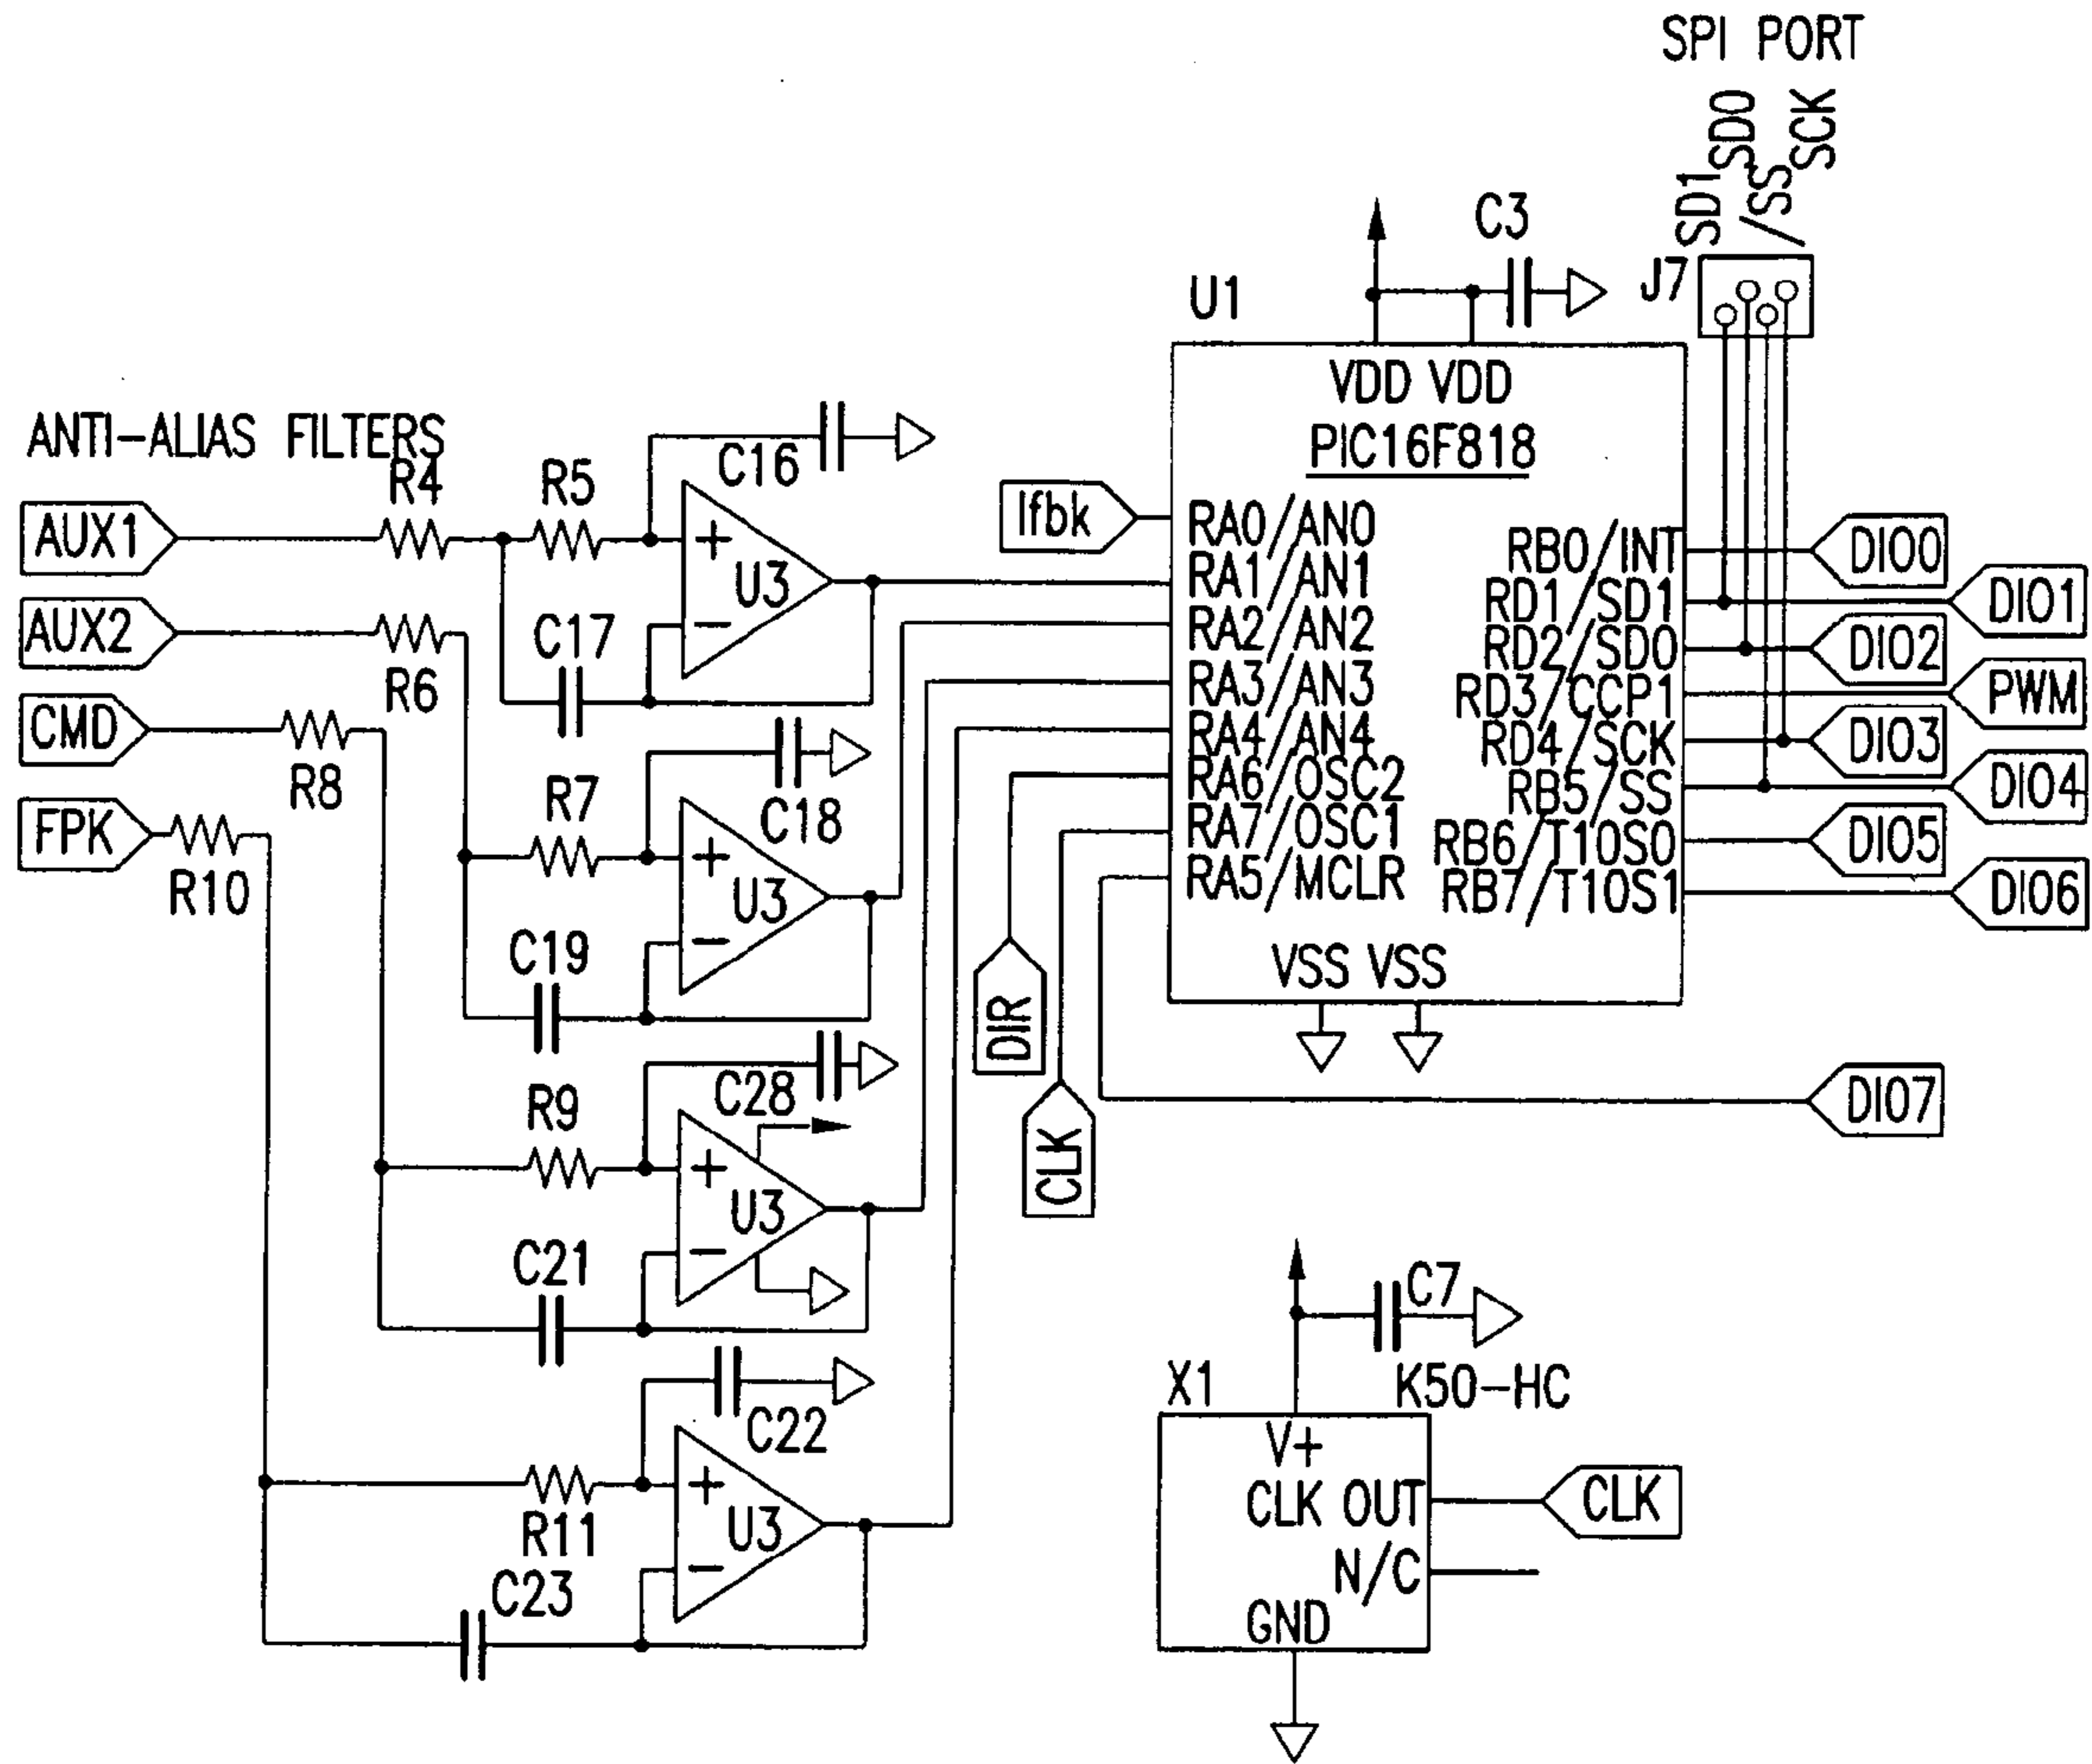 SPI PORT
SD1
SD0
/SS
SCK
C3
J7
U1
VDD VDD
PIC16F818
ANTI-ALIAS FILTERS
R4
R5
C16
AUX1
U3
C17
AUX2
R6
CMD
R8
R7
C18
FPK
R10
U3
C19
Ifbk
RA0/AN0
RA1/AN1
RA2/AN2
RA3/AN3
RA4/AN4
RA6/OSC2
RA7/OSC1
RA5/MCLR
RB0/INT
RD1/SD1
RD2/SD0
RD3/CCP1
RD4/SCK
RB5/SS
RB6/T10S0
RB7/T10S1
VSS VSS
DIO0
DIO1
DIO2
PWM
DIO3
DIO4
DIO5
DIO6
DIO7
DIR
CLK
C28
R9
U3
C21
C22
R11
U3
C23
C7
X1
K50-HC
V+
CLK OUT
CLK
N/C
GND
+
-
+
-
+
-
+
-